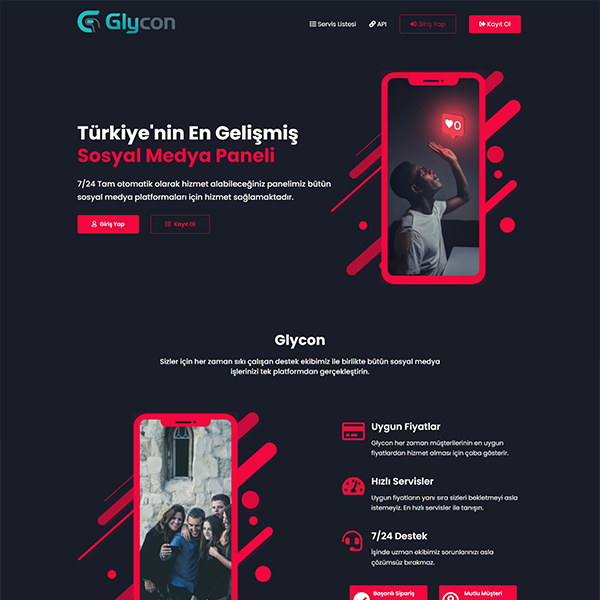 Glycon
Servis Listesi
API
Giriş Yap
Kayıt Ol
Türkiye'nin En Gelişmiş
Sosyal Medya Paneli
7/24 Tam otomatik olarak hizmet alabileceğiniz panelimiz bütün
sosyal medya platformaları için hizmet sağlamaktadır.
Giriş Yap
Kayıt Ol
0
Glycon
Sizler için her zaman sıkı çalışan destek ekibimiz ile birlikte bütün sosyal medya
işlerinizi tek platformdan gerçekleştirin.
Uygun Fiyatlar
Glycon her zaman müşterilerinin en uygun
fiyatlardan hizmet alması için çaba gösterir.
Hızlı Servisler
Uygun fiyatların yanı sıra sizleri bekletmeyi asla
istemeyiz. En hızlı servisler ile tanışın.
7/24 Destek
İşinde uzman ekibimiz sorunlarınızı asla
çözümsüz bırakmaz.
Başarılı Sipariş
Mutlu Müşteri